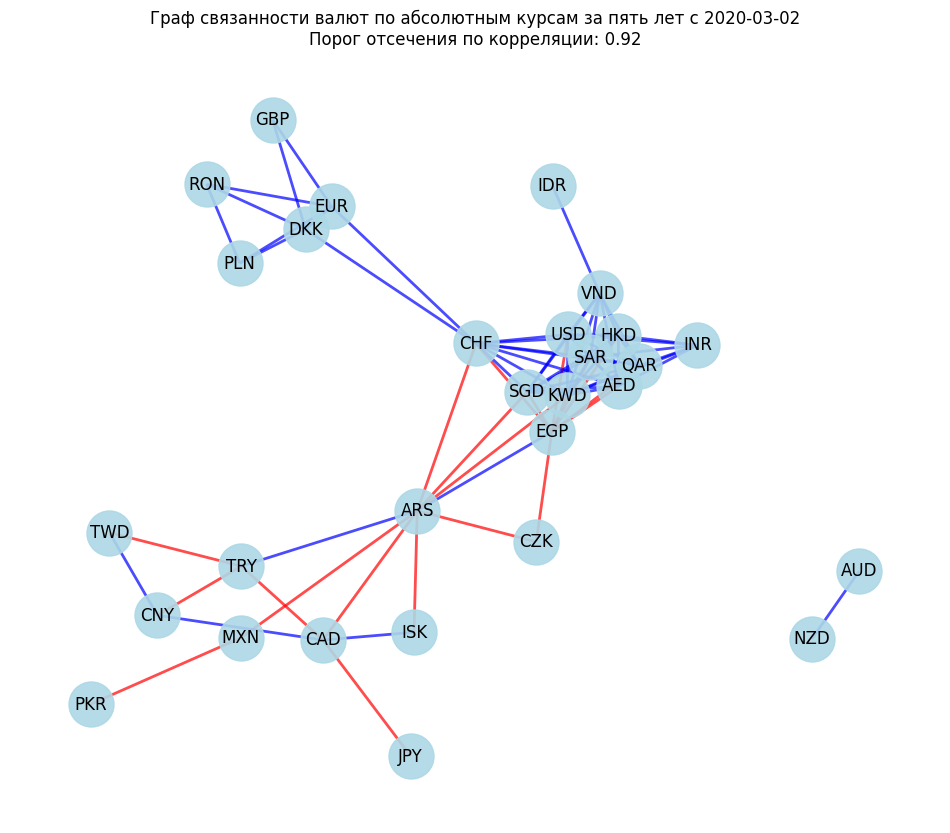 Граф связанности валют по абсолютным курсам за пять лет с 2020-03-02
Порог отсечения по корреляции: 0.92
GBP
RON
IDR
EUR
DKK
PLN
VND
USD
HKD
CHF
INR
SAR
QAR
AED
SGD
KWD
EGP
ARS
TWD
CZK
TRY
AUD
CNY
MXN
CAD
ISK
NZD
PKR
JPY